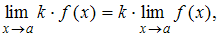 lim k · f(x) = k · lim f(x),
x→a x→a